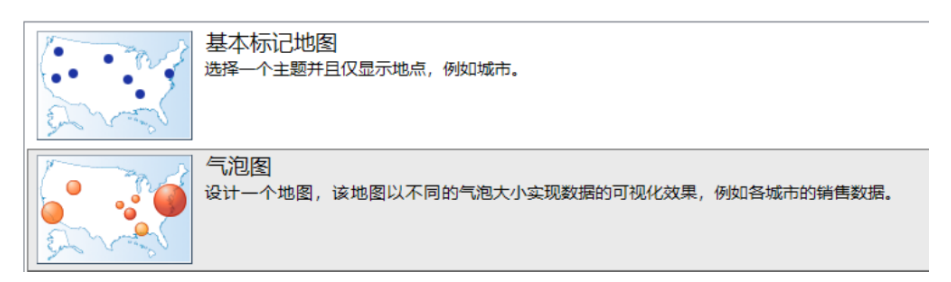 基本标记地图
选择一个主题并且仅显示地点，例如城市。
气泡图
设计一个地图，该地图以不同的气泡大小实现数据的可视化效果，例如各城市的销售数据。